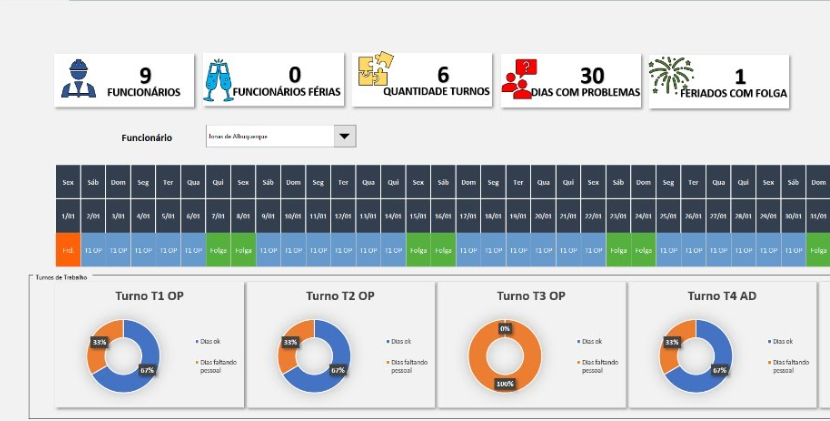 9
FUNCIONÁRIOS
0
FUNCIONÁRIOS FÉRIAS
6
QUANTIDADE TURNOS
30
DIAS COM PROBLEMAS
1
FERIADOS COM FOLGA
Funcionário
de Albuquerque
Sex Sáb Dom Seg Ter Qua Qui Sex Sáb Dom Seg Ter Qua Qui Sex Sáb Dom Seg Ter Qua Qui Sex Sáb Dom Seg Ter Qua Qui Sex Sáb Dom
1/01 2/01 3/01 4/01 5/01 6/01 7/01 8/01 9/01 10/01 11/01 12/01 13/01 14/01 15/01 16/01 17/01 18/01 19/01 20/01 21/01 22/01 23/01 24/01 25/01 26/01 27/01 28/01 29/01 30/01 31/01
T1 OP T1 OP T1 OP T1 OP T1 OP Folga Folga T1 OP T1 OP T1 OP T1 OP T1 OP T1 OP Folga Folga T1 OP T1 OP T1 OP T1 OP T1 OP T1 OP Folga Folga T1 OP T1 OP T1 OP T1 OP T1 OP T1 OP Folga
Turnos de Trabalho
Turno T1 OP
33%
67%
Dias ok
Dias faltando
pessoal
Turno T2 OP
33%
67%
Dias ok
Dias faltando
pessoal
Turno T3 OP
0%
100%
Dias ok
Dias faltando
pessoal
Turno T4 AD
33%
67%
Dias ok
Dias faltando
pessoal